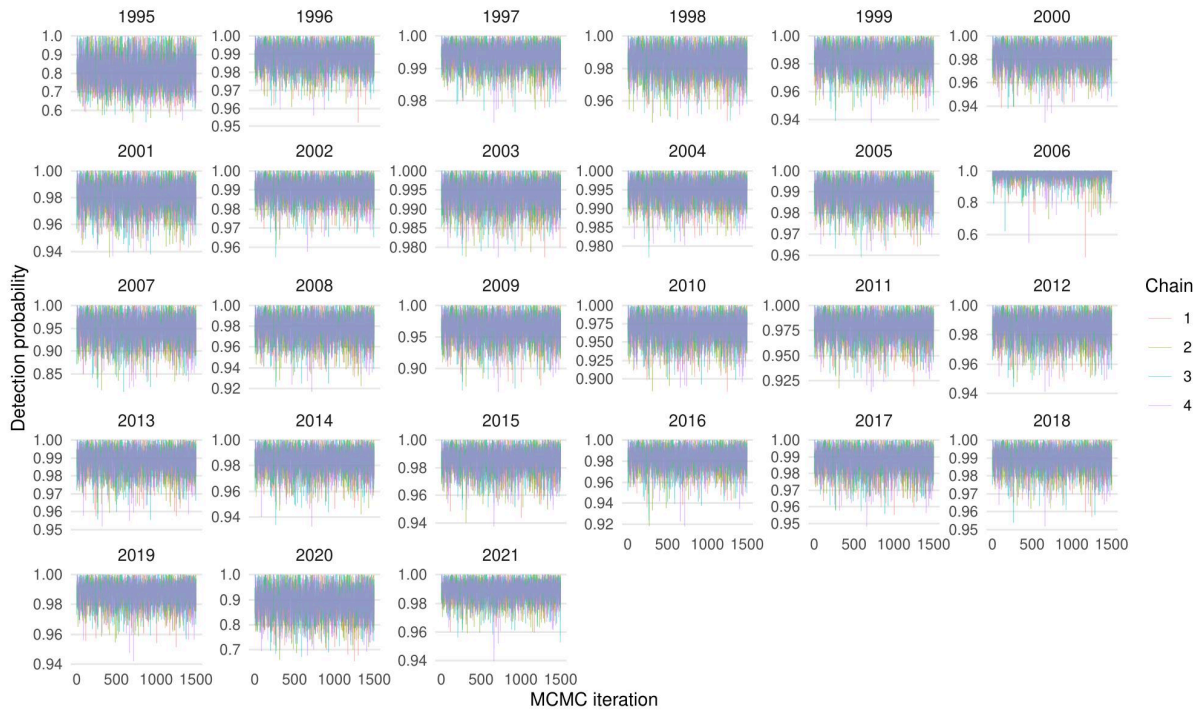 1995 1996 1997 1998 1999 2000
1.0 1.00 1.00 1.00 1.00 1.00
0.9 0.99 0.99 0.98 0.98 0.98
0.8 0.98 0.98 0.96 0.96 0.96
0.7 0.97 0.94 0.94
0.6 0.96
0.95
2001 2002 2003 2004 2005 2006
1.00 1.00 1.000 1.000 1.00 1.0
0.98 0.99 0.995 0.995 0.99 0.8
0.96 0.98 0.990 0.990 0.98 0.6
0.94 0.97 0.985 0.985 0.97
0.96 0.980 0.980 0.96
2007 2008 2009 2010 2011 2012
1.00 1.00 1.00 1.000 1.000 1.00
0.95 0.98 0.95 0.975 0.975 0.98
0.90 0.96 0.90 0.950 0.950 0.96
0.85 0.94 0.925 0.925 0.94
0.92 0.900
2013 2014 2015 2016 2017 2018
1.00 1.00 1.00 1.00 1.00 1.00
0.99 0.98 0.98 0.98 0.99 0.99
0.98 0.96 0.96 0.96 0.98 0.98
0.97 0.94 0.94 0.94 0.97 0.97
0.96 0.92 0.96 0.96
0.95 0.95 0.95
0 500 1000 1500 0 500 1000 1500 0 500 1000 1500
2019 2020 2021
1.00 1.0 1.00
0.98 0.9 0.98
0.96 0.8 0.96
0.94 0.7 0.94
0 500 1000 1500 0 500 1000 1500 0 500 1000 1500
Detection probability
MCMC iteration
Chain
1
2
3
4